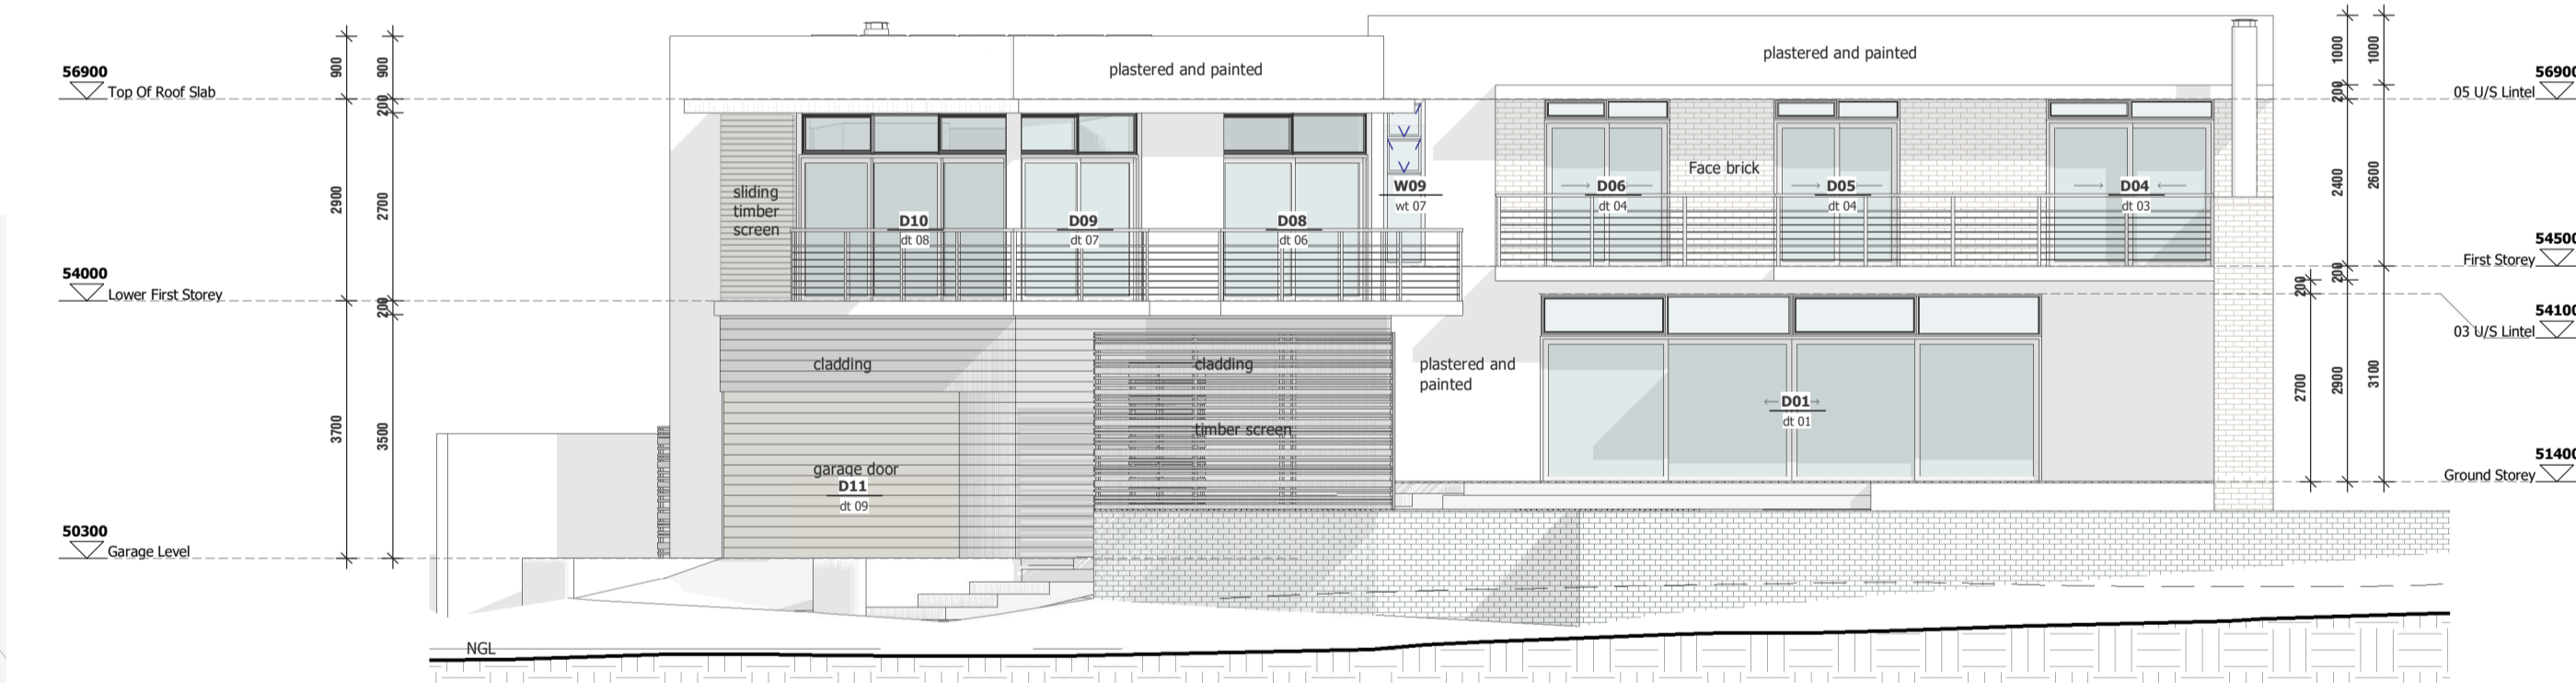 56900
Top Of Roof Slab
54000
Lower First Storey
50300
Garage Level
900
2900
3700
900
200
2700
200
3500
plastered and painted
plastered and painted
sliding
timber
screen
D10
dt 08
D09
dt 07
D08
dt 06
W09
wt 07
D06
dt 04
Face brick
D05
dt 04
D04
dt 03
cladding
cladding
timber screen
plastered and
painted
D01
dt 01
garage door
D11
dt 09
NGL
200
2700
1000
200
2400
200
2900
1000
2600
3100
56900
05 U/S Lintel
54500
First Storey
54100
03 U/S Lintel
51400
Ground Storey